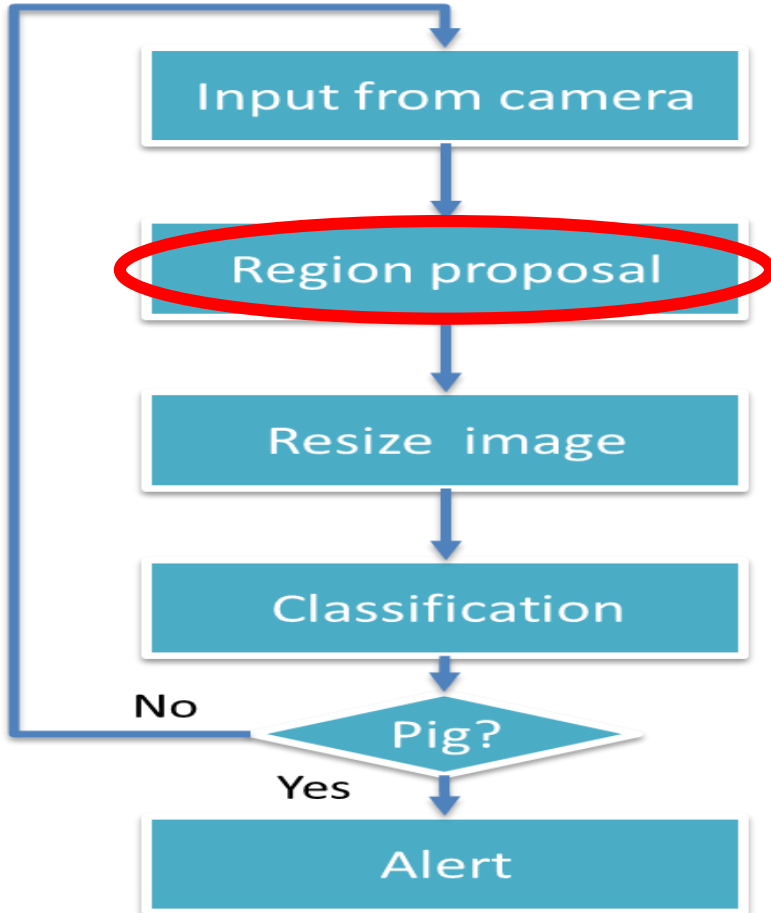 Input from camera
Region proposal
Resize image
Classification
No
Pig?
Yes
Alert